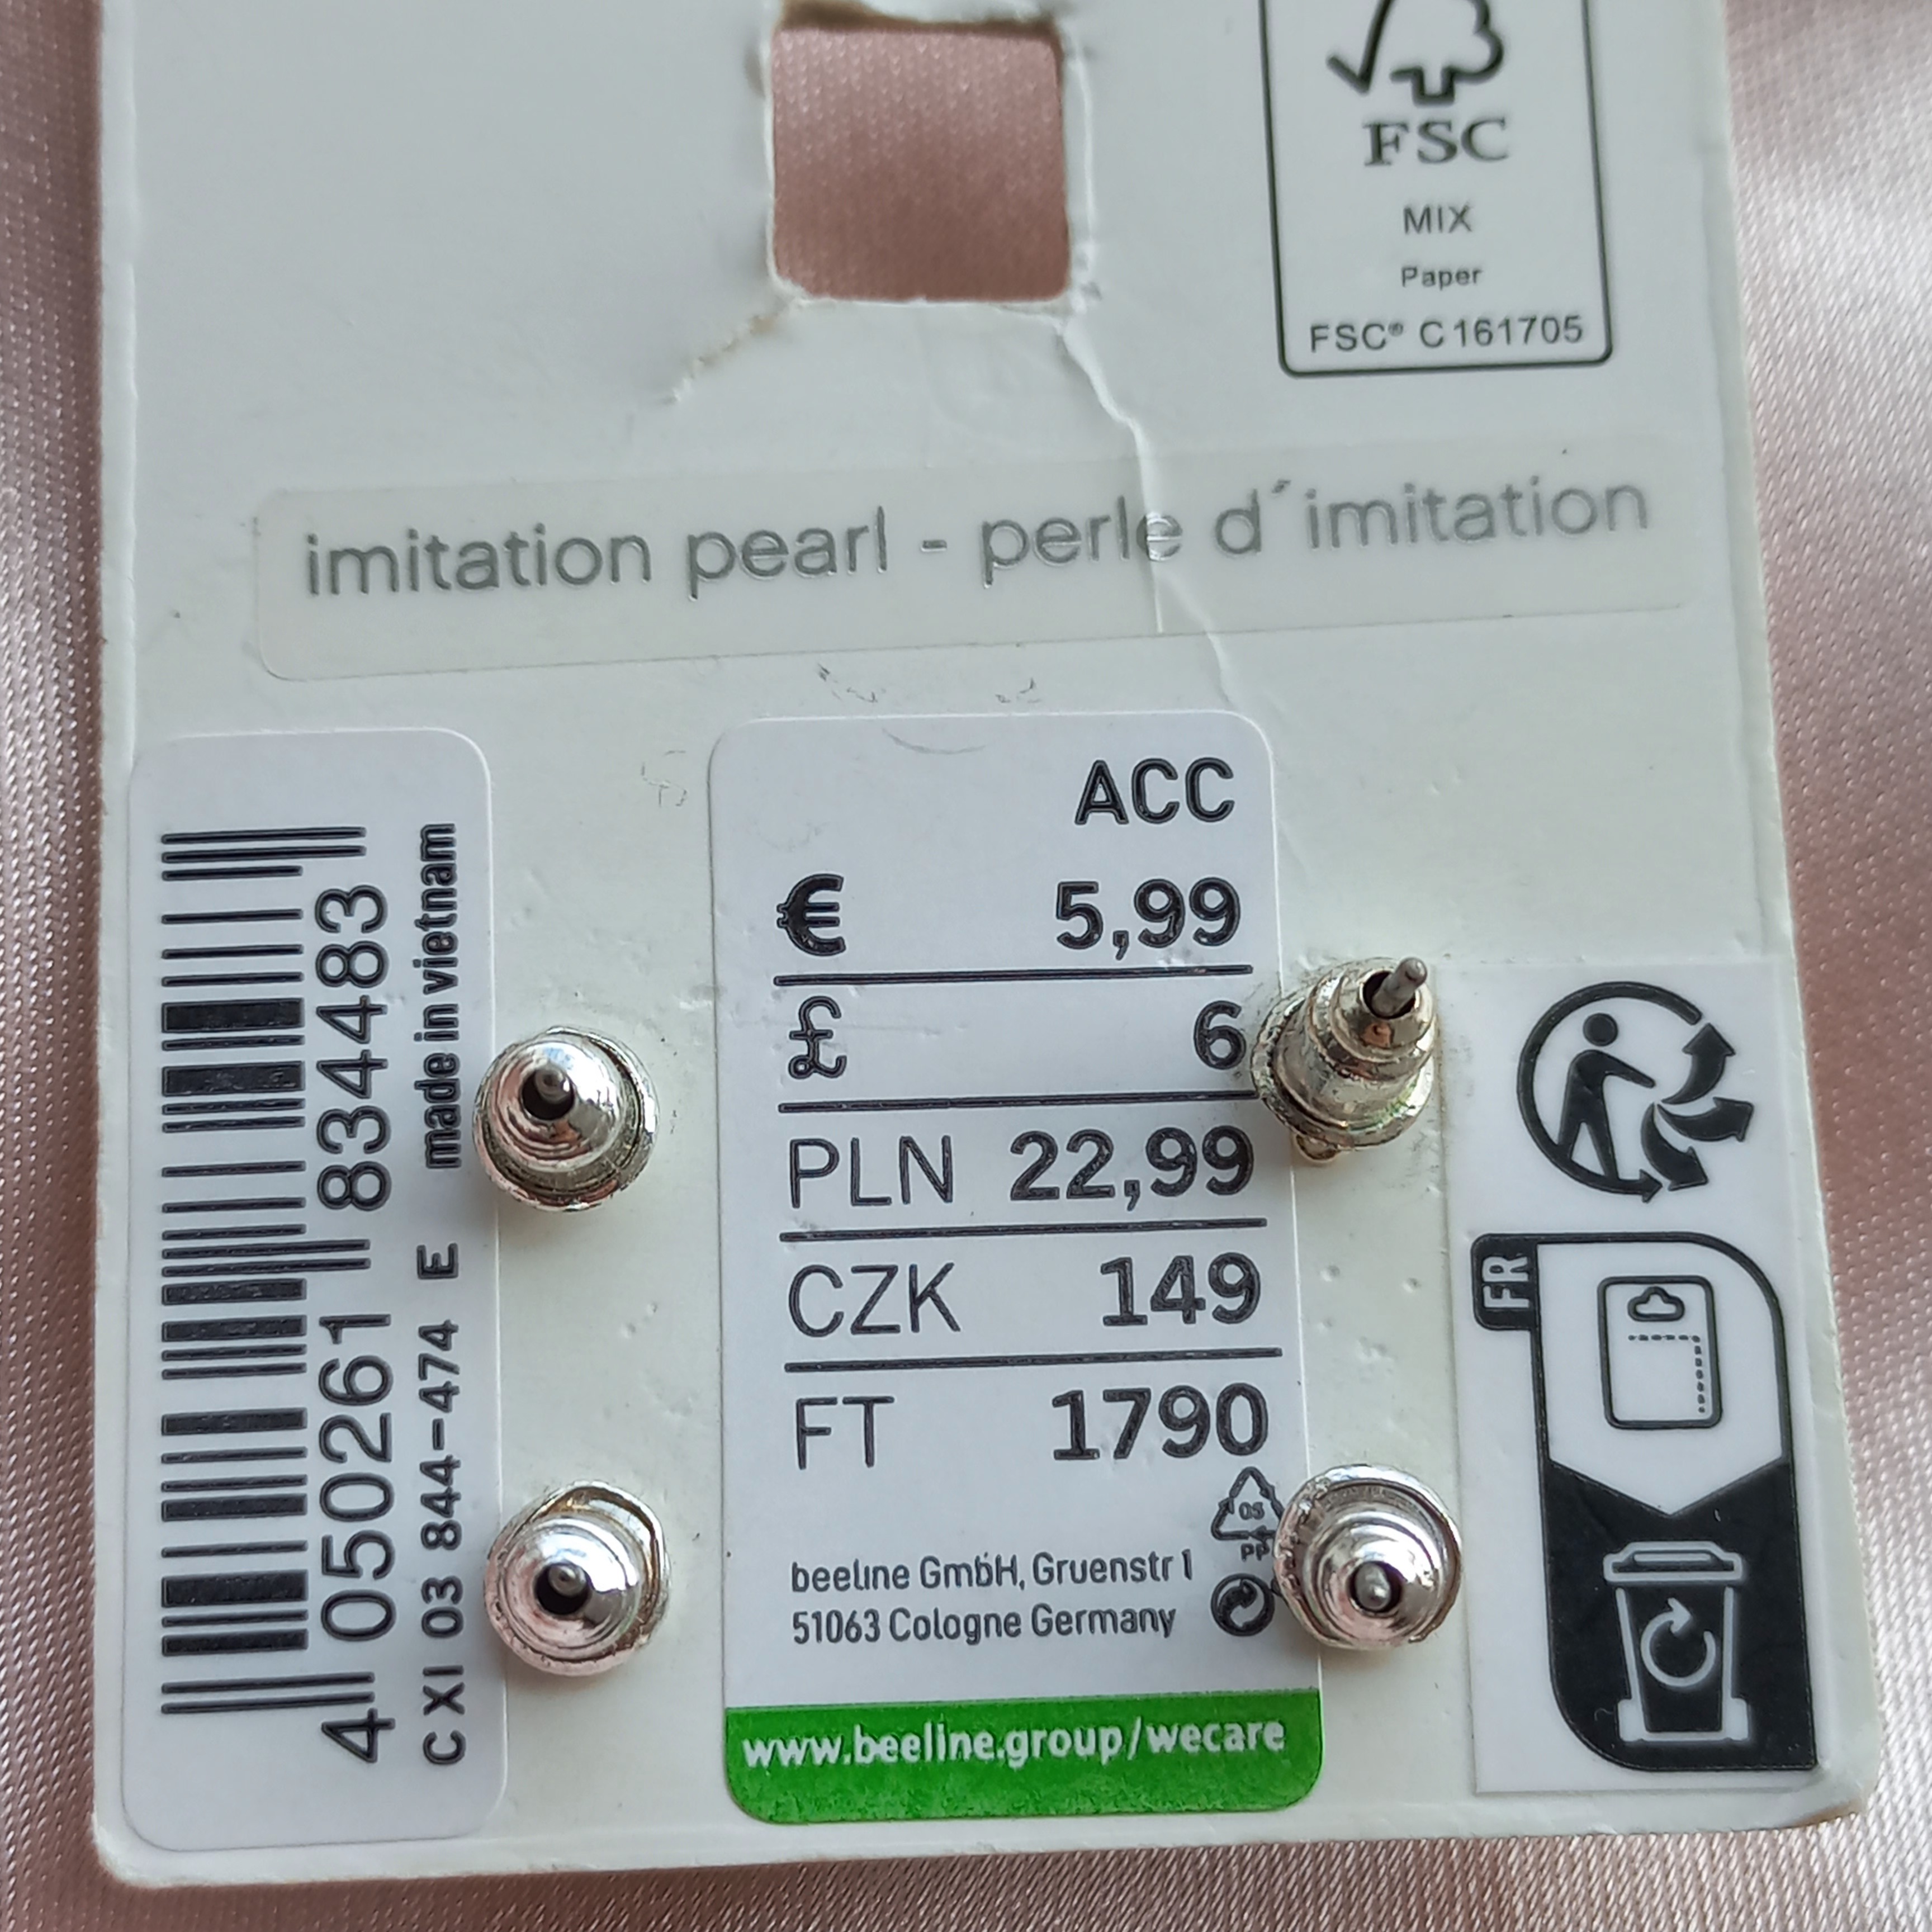 FSC
MIX
Paper
FSC® C161705
imitation pearl - perle d´imitation
4 050261 834483
C XI 03 844-474 E made in vietnam
ACC
€ 5,99
£ 6
PLN 22,99
CZK 149
FT 1790
05
PP
beeline GmbH, Gruenstr 1
51063 Cologne Germany
www.beeline.group/wecare
FR